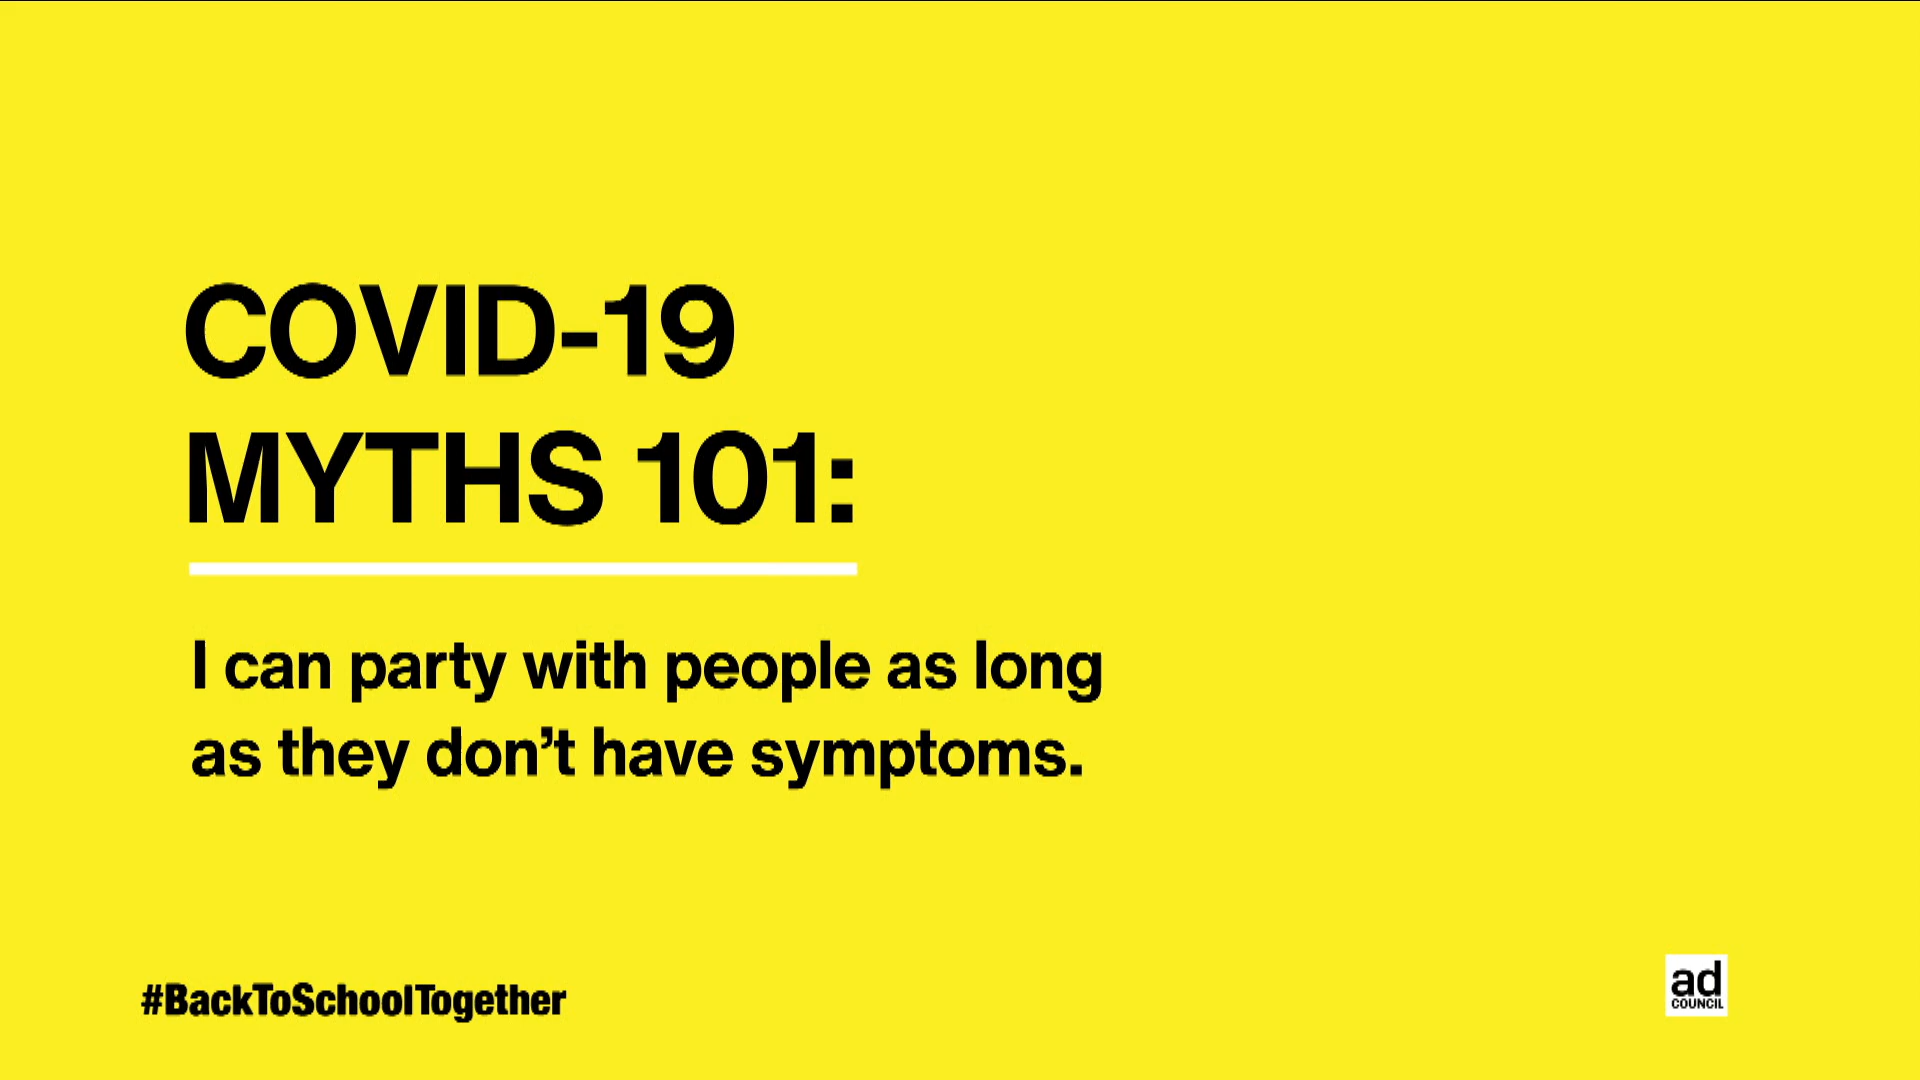 COVID-19
MYTHS 101:
I can party with people as long
as they don’t have symptoms.
#BackToSchoolTogether
ad
COUNCIL